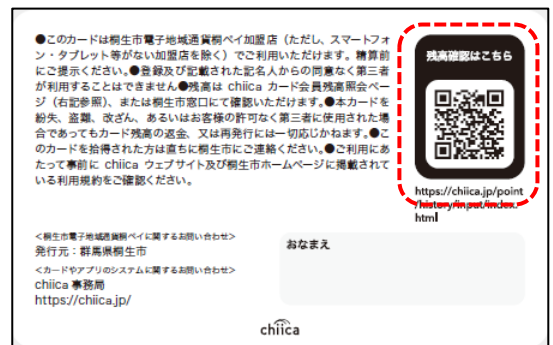 ●このカードは桐生市電子地域通貨桐ペイ加盟店（ただし、スマートフォ
ン・タブレット等がない加盟店を除く）でご利用いただけます。精算前
にご提示ください。●登録及び記載された記名人からの同意なく第三者
が利用することはできません●残高は chiica カード会員残高照会ペー
ジ（右記参照）、または桐生市窓口にて確認いただけます。●本カードを
紛失、盗難、改ざん、あるいはお客様の許可なく第三者に使用された場
合であってもカード残高の返金、又は再発行には一切応じかねます。●こ
のカードを拾得された方は直ちに桐生市にご連絡ください。●ご利用にあ
たって事前に chiica ウェブサイト及び桐生市ホームページに掲載されて
いる利用規約をご確認ください。
残高確認はこちら
https://chiica.jp/point
/history/input/index.
html
<桐生市電子地域通貨桐ペイに関するお問い合わせ>
発行元：群馬県桐生市
<カードやアプリのシステムに関するお問い合わせ>
chiica 事務局
https://chiica.jp/
おなまえ
chiica